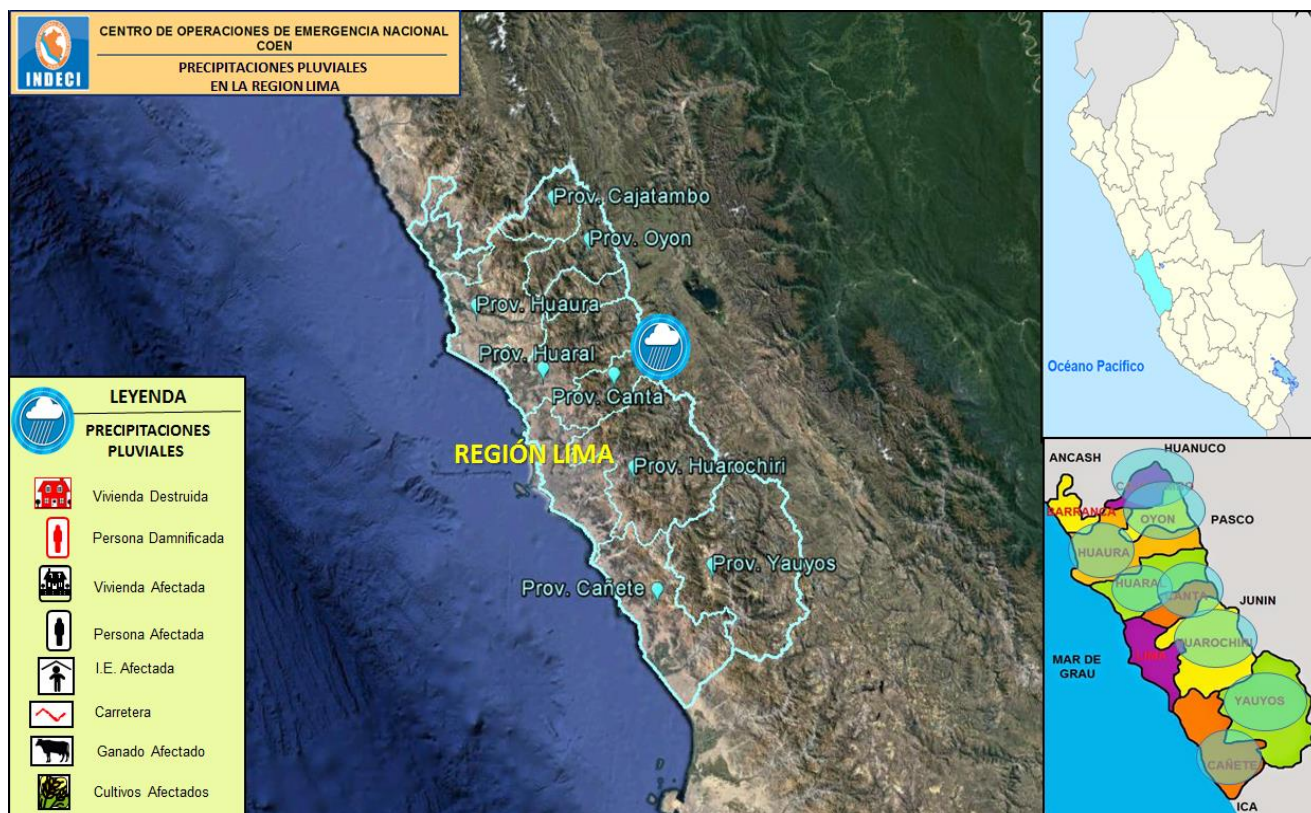 CENTRO DE OPERACIONES DE EMERGENCIA NACIONAL
COEN
PRECIPITACIONES PLUVIALES
EN LA REGION LIMA
INDECI
Prov. Cajatambo
Prov. Oyon
Prov. Huaura
Prov. Huaral
Prov. Canta
REGIÓN LIMA
Prov. Huarochiri
Prov. Yauyos
Prov. Cañete
LEYENDA
PRECIPITACIONES
PLUVIALES
Vivienda Destruida
Persona Damnificada
Vivienda Afectada
Persona Afectada
I.E. Afectada
Carretera
Ganado Afectado
Cultivos Afectados
Océano Pacífico
HUANUCO
ANCASH
BARRANCA
OYON
PASCO
HUAURA
HUARAL
CANTA
JUNIN
HUAROCHIRI
MAR DE
GRAU
YAUYOS
CAÑETE
ICA